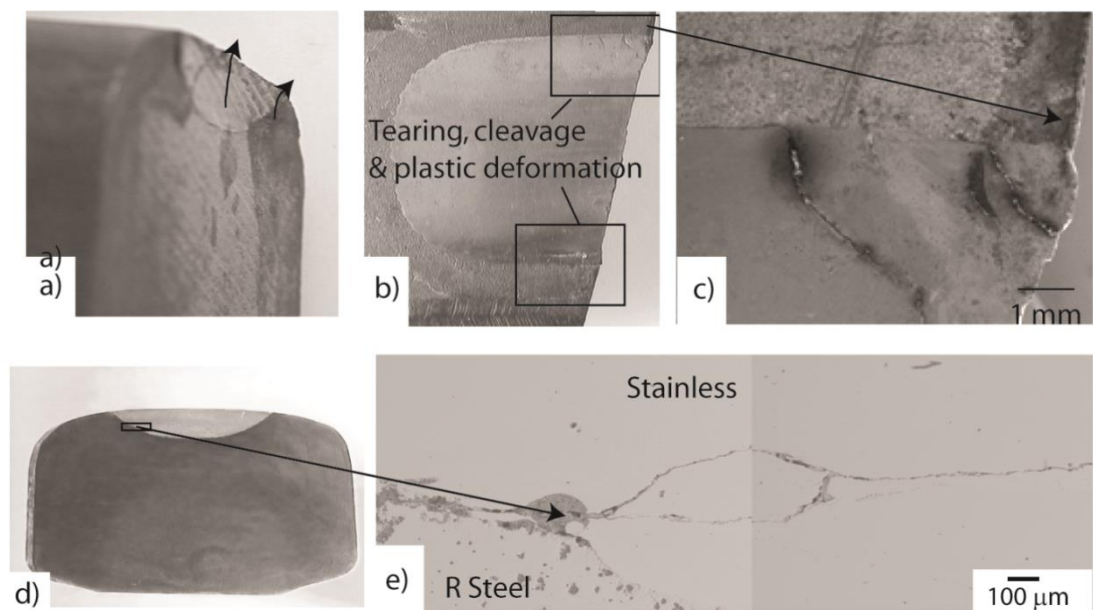 a)
a)
Tearing, cleavage
& plastic deformation
b)
c)
1 mm
d)
Stainless
R Steel
e)
100 μm